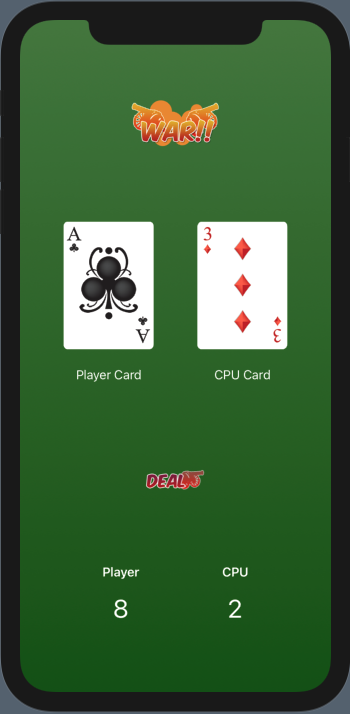 WAR!!
A
3
A
3
Player Card
CPU Card
DEAL
Player
CPU
8
2